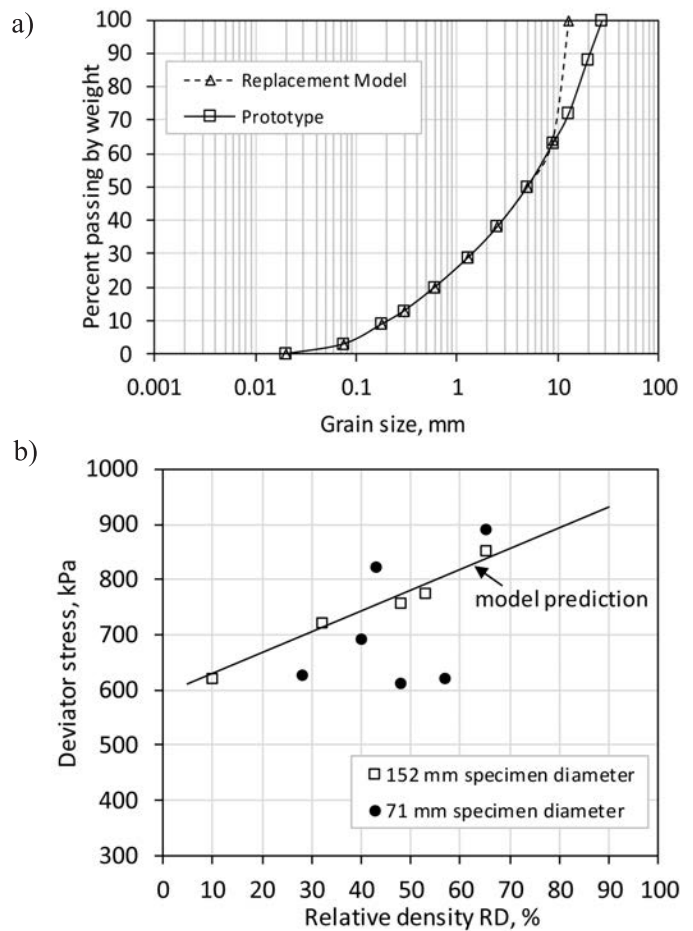 a)
100
90
80
70
60
50
40
30
20
10
0
Percent passing by weight
Replacement Model
Prototype
0.001 0.01 0.1 1 10 100
Grain size, mm
b)
1000
900
800
700
600
500
400
300
Deviator stress, kPa
model prediction
152 mm specimen diameter
71 mm specimen diameter
0 10 20 30 40 50 60 70 80 90 100
Relative density RD, %